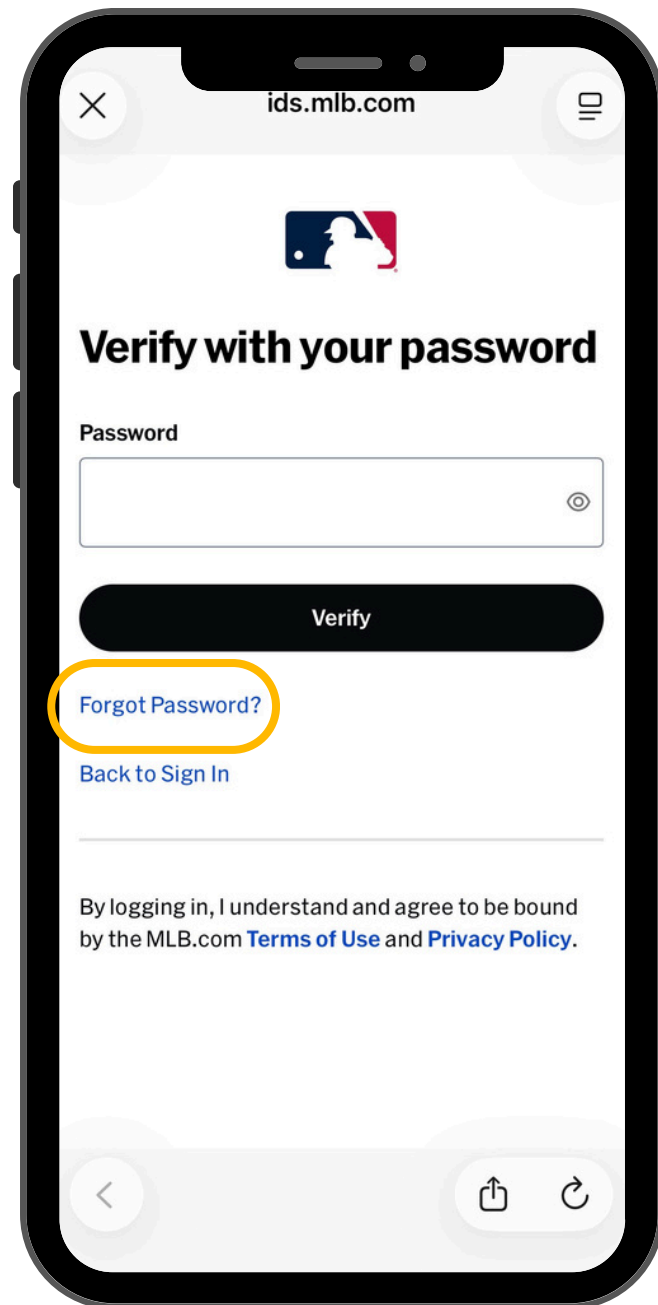 ids.mlb.com
Verify with your password
Password
Verify
Forgot Password?
Back to Sign In
By logging in, I understand and agree to be bound
by the MLB.com Terms of Use and Privacy Policy.